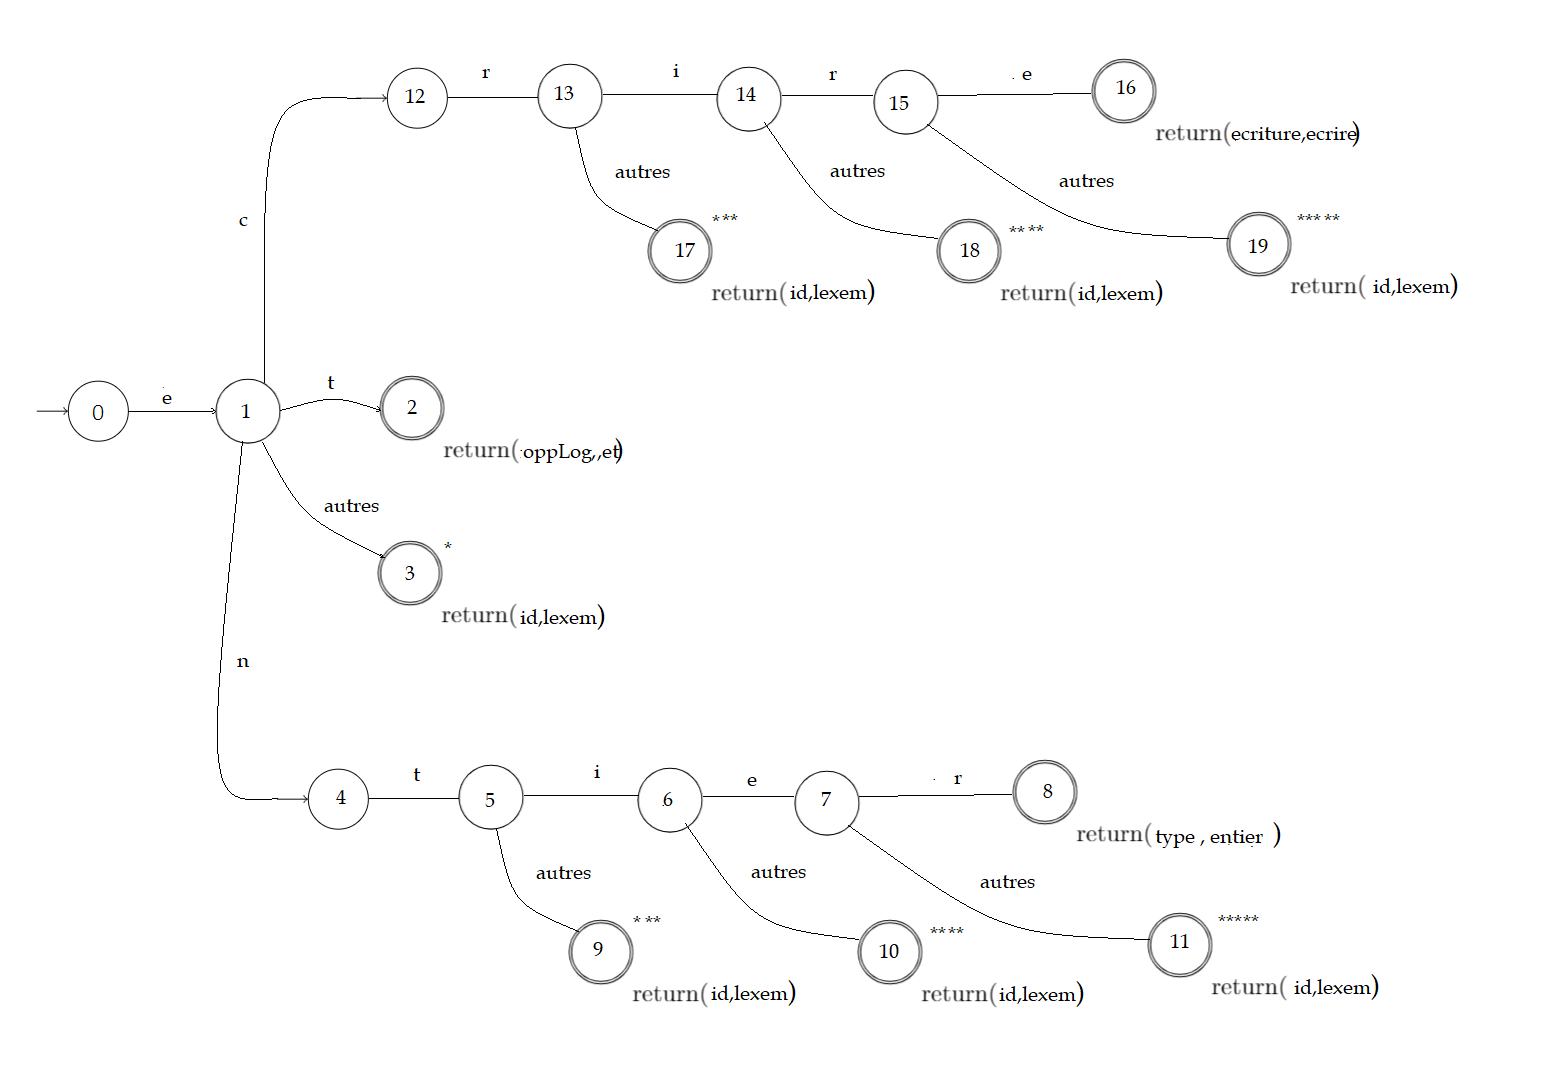 r i r e
12 13 14 15 16
return(ecriture,ecrire)
autres autres autres
c
*** **** *****
17 18 19
return(id,lexem) return(id,lexem) return( id,lexem)
e t
0 1 2
return(oppLog,,et)
autres
*
3
return(id,lexem)
n
t i e r
4 5 6 7 8
return(type , entier )
autres autres autres
*** **** *****
9 10 11
return(id,lexem) return(id,lexem) return( id,lexem)